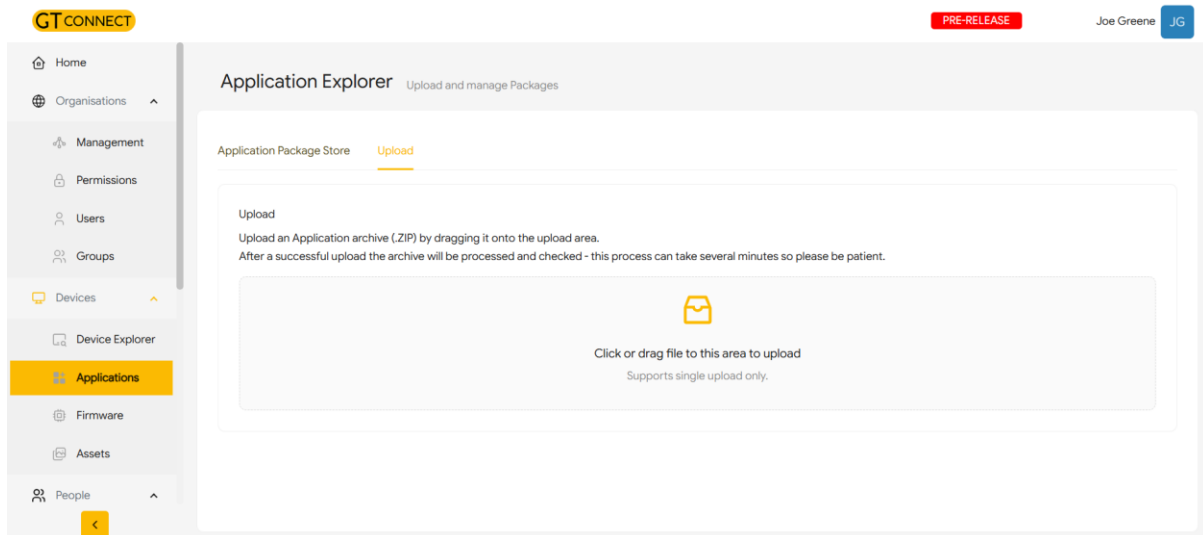 GT CONNECT
PRE-RELEASE
Joe Greene
JG
Home
Organisations
Management
Permissions
Users
Groups
Devices
Device Explorer
Applications
Firmware
Assets
People
Application Explorer Upload and manage Packages
Application Package Store Upload
Upload
Upload an Application archive (.ZIP) by dragging it onto the upload area.
After a successful upload the archive will be processed and checked - this process can take several minutes so please be patient.
Click or drag file to this area to upload
Supports single upload only.